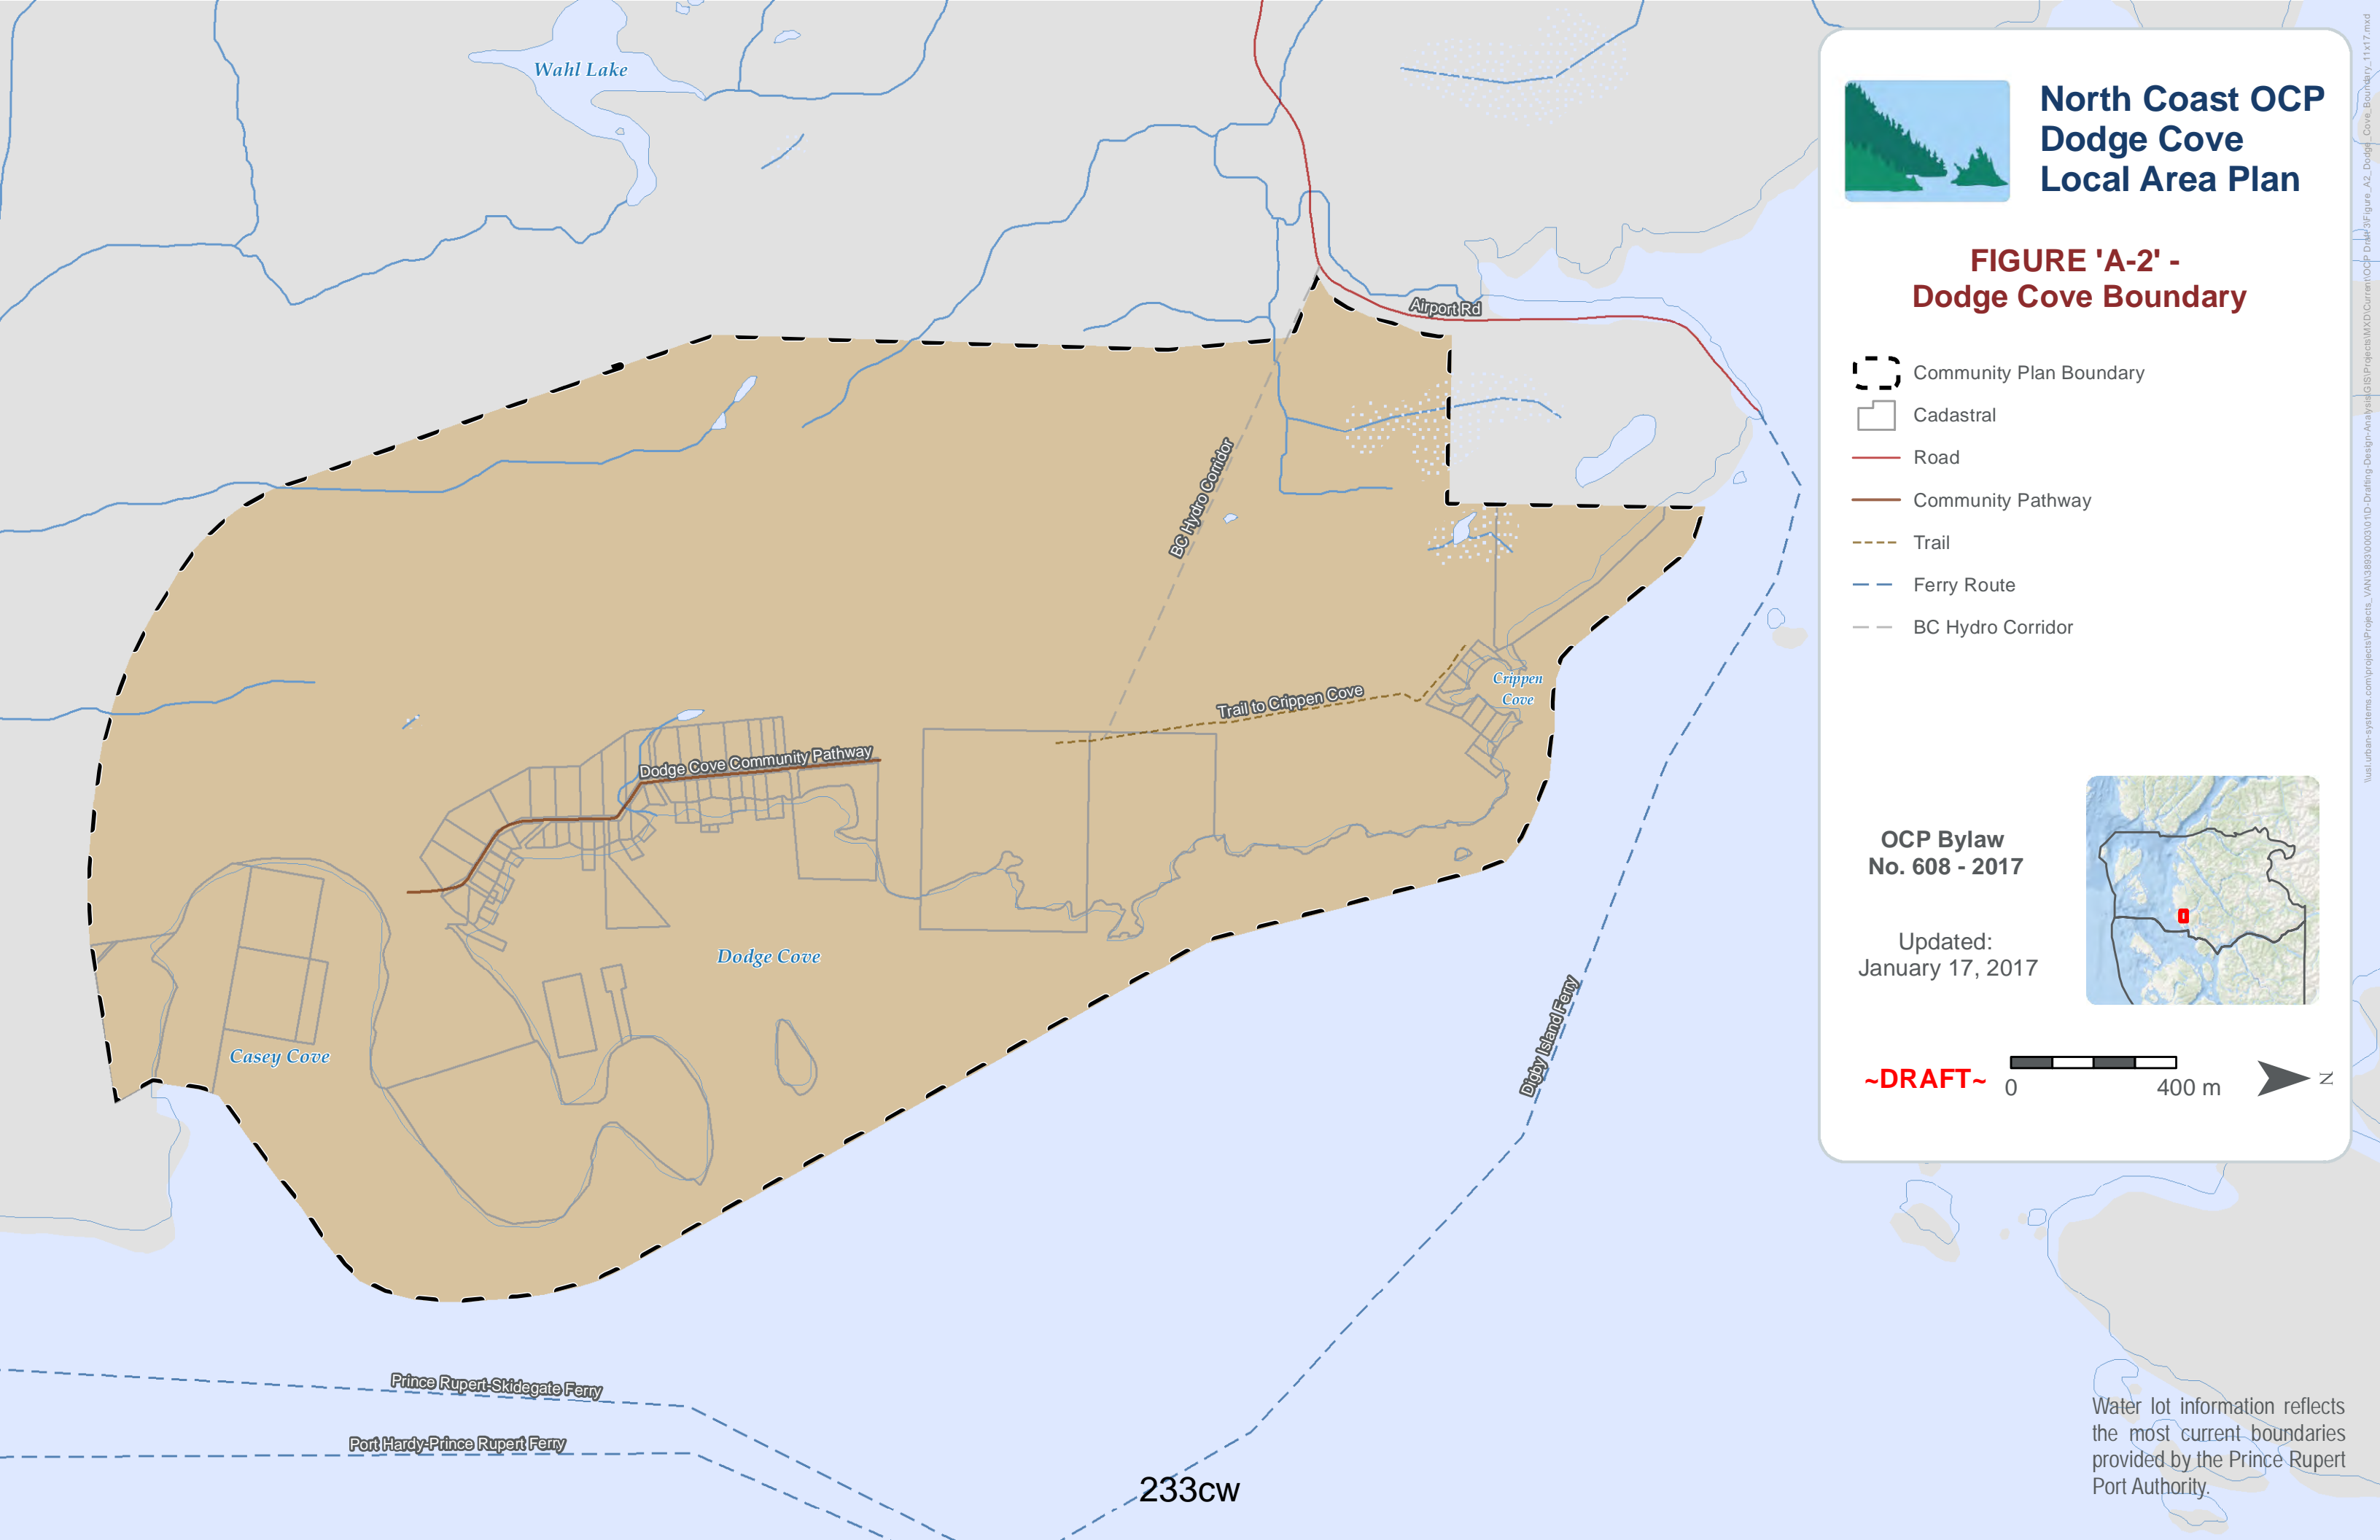 Wahl Lake
Airport Rd
BC Hydro Corridor
Trail to Crippen Cove
Crippen
Cove
Dodge Cove Community Pathway
Dodge Cove
Casey Cove
Digby Island Ferry
Prince Rupert-Skidegate Ferry
Port Hardy-Prince Rupert Ferry
233cw
North Coast OCP
Dodge Cove
Local Area Plan
FIGURE 'A-2' -
Dodge Cove Boundary
Community Plan Boundary
Cadastral
Road
Community Pathway
Trail
Ferry Route
BC Hydro Corridor
OCP Bylaw
No. 608 - 2017
Updated:
January 17, 2017
~DRAFT~
0
400 m
N
Water lot information reflects
the most current boundaries
provided by the Prince Rupert
Port Authority.